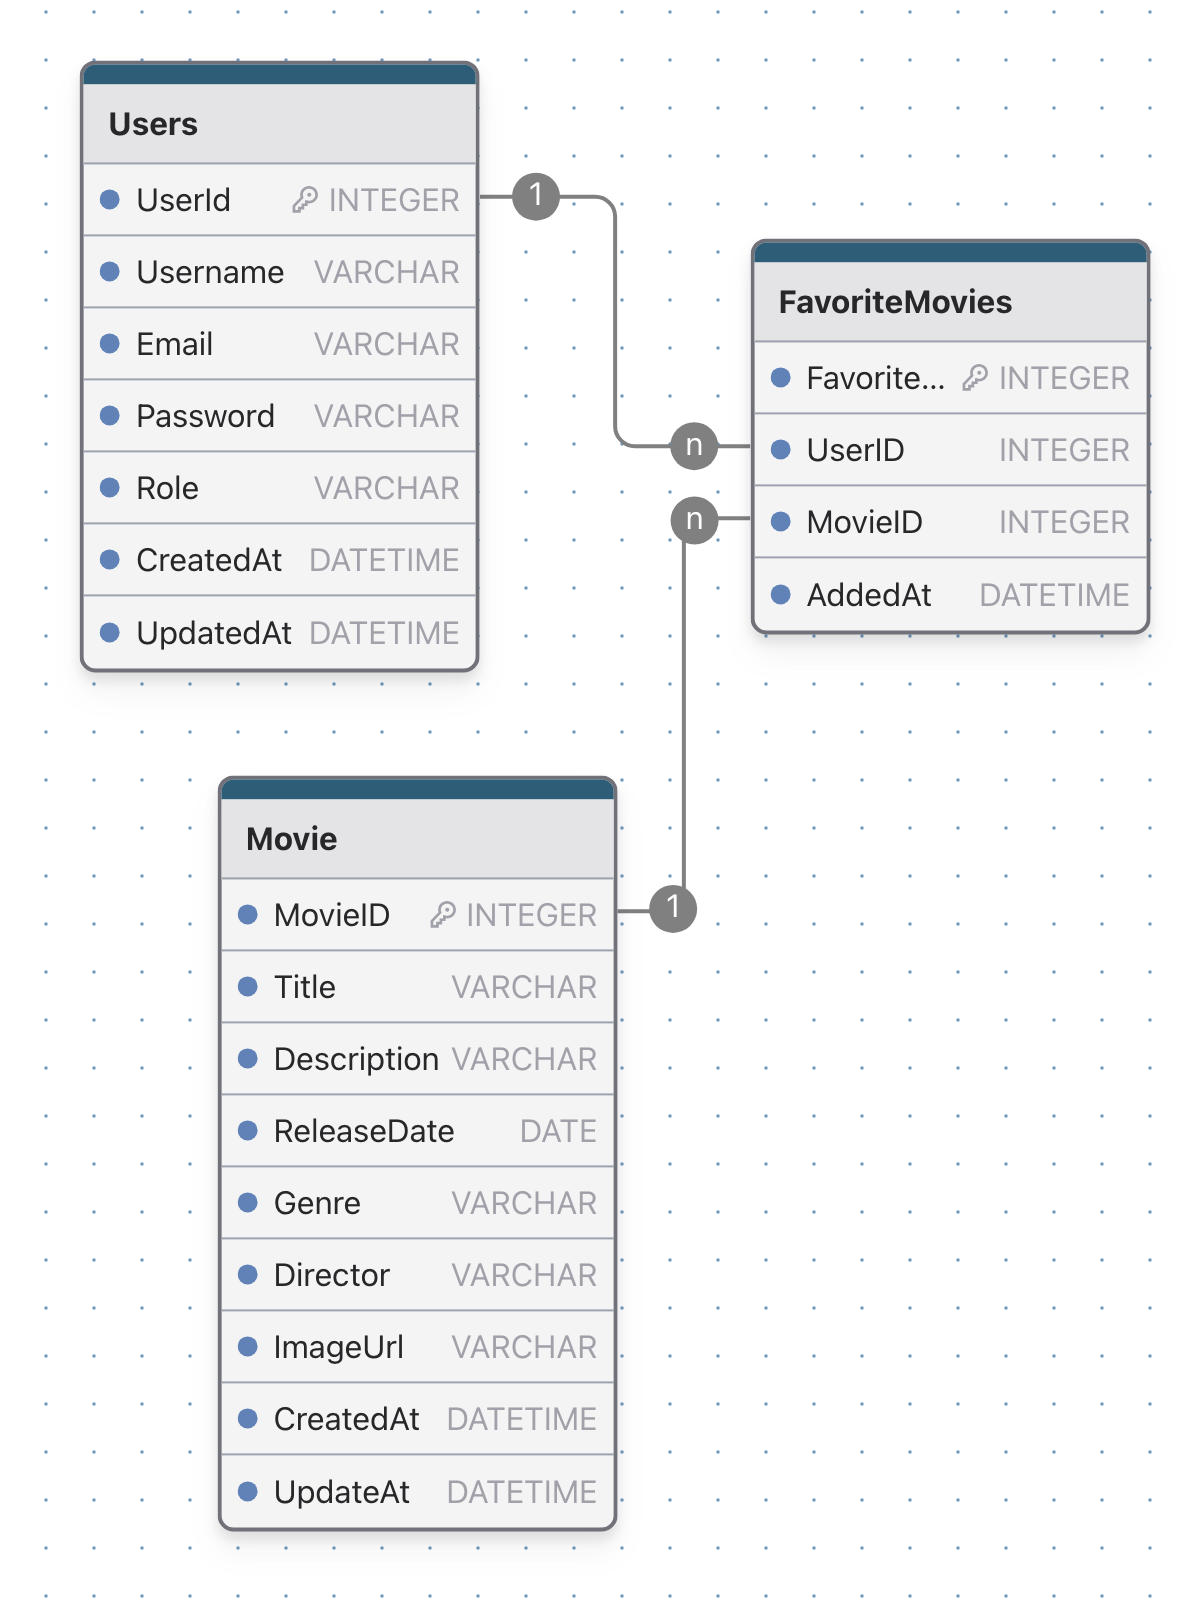 Users
UserId INTEGER
Username VARCHAR
Email VARCHAR
Password VARCHAR
Role VARCHAR
CreatedAt DATETIME
UpdatedAt DATETIME
1
n
FavoriteMovies
Favorite... INTEGER
UserID INTEGER
MovieID INTEGER
AddedAt DATETIME
n
1
Movie
MovieID INTEGER
Title VARCHAR
Description VARCHAR
ReleaseDate DATE
Genre VARCHAR
Director VARCHAR
ImageUrl VARCHAR
CreatedAt DATETIME
UpdateAt DATETIME